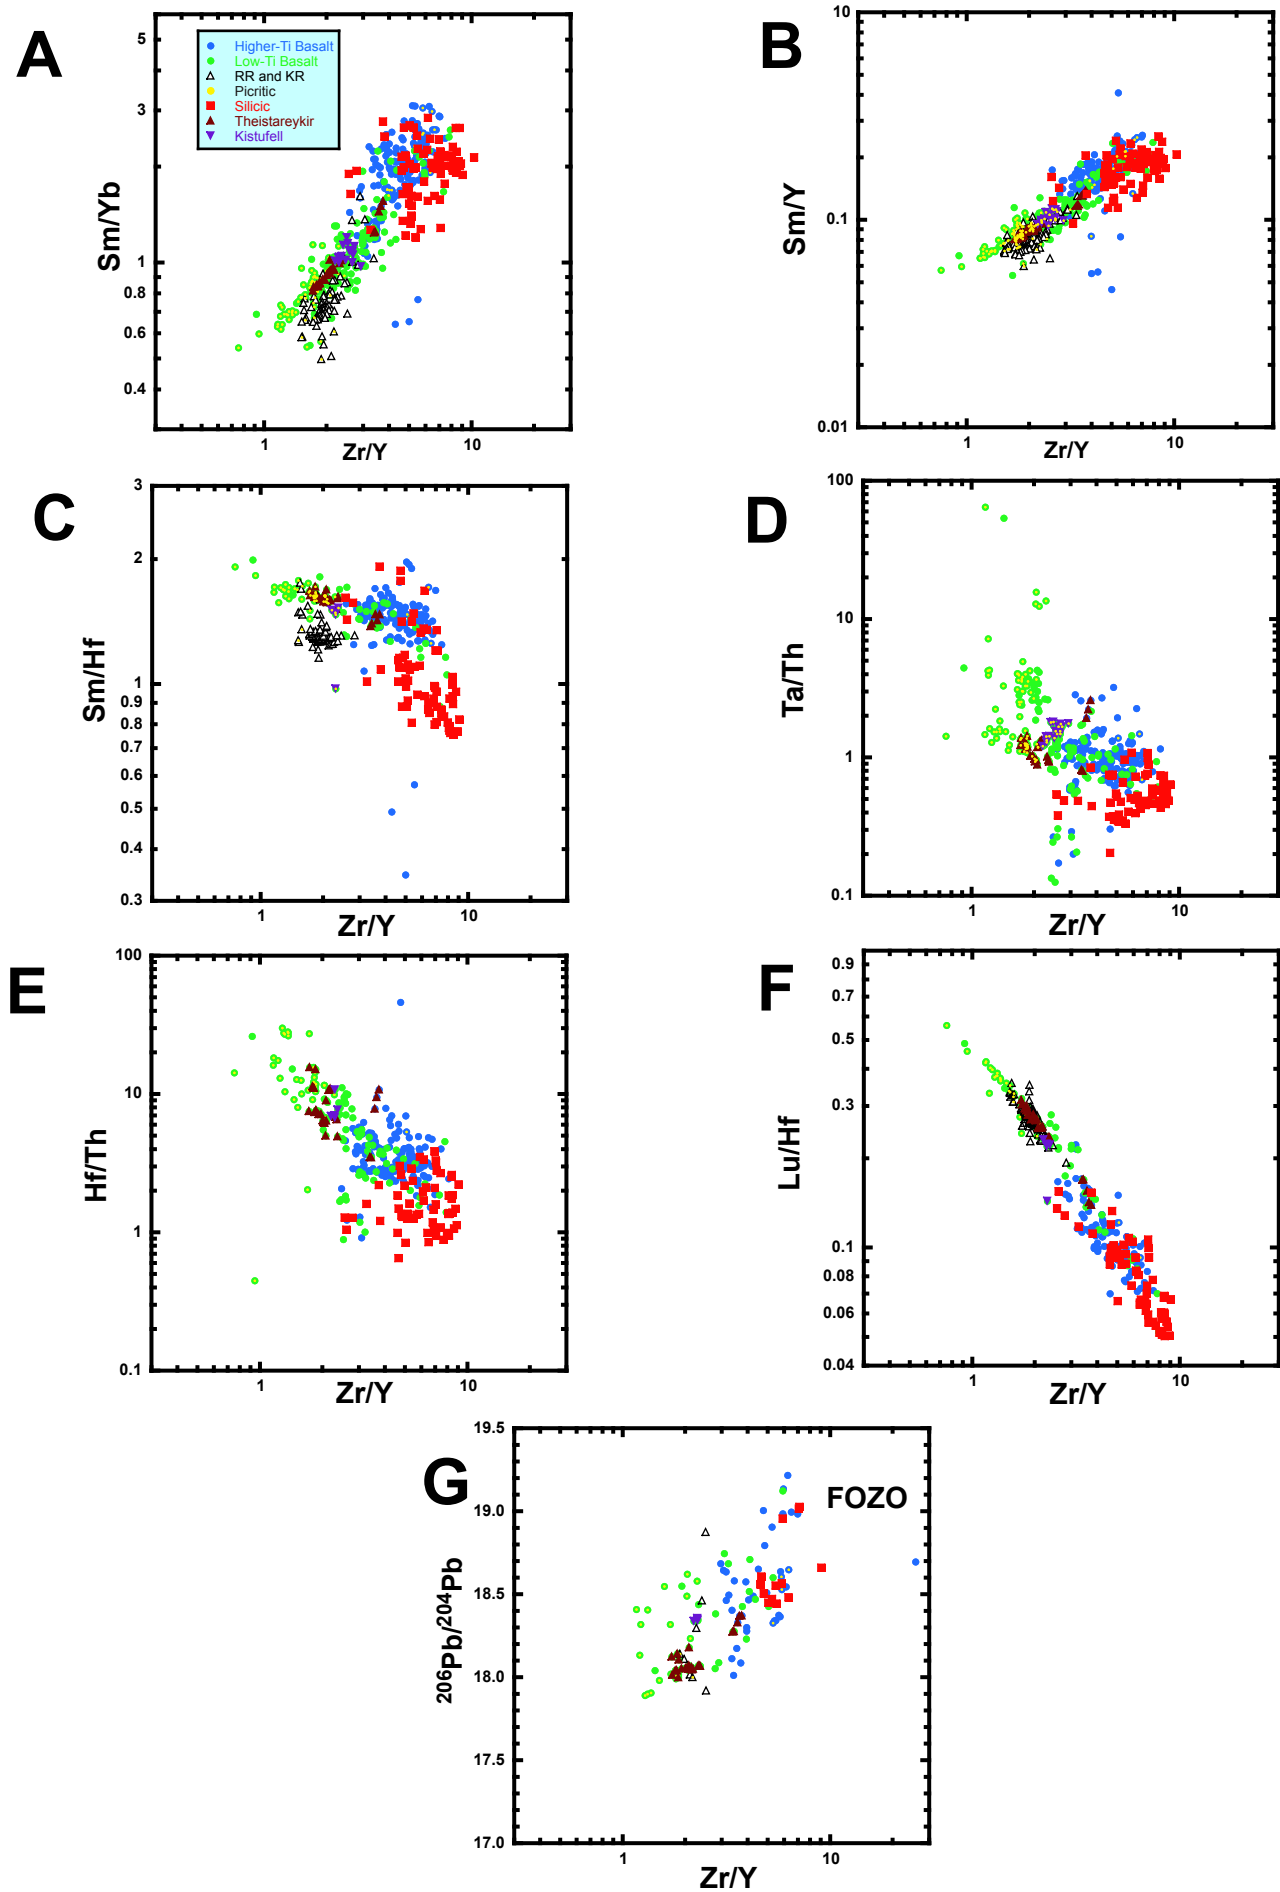 A
5
3
1
0.8
0.6
0.4
Sm/Yb
1
10
Zr/Y
Higher-Ti Basalt
Low-Ti Basalt
RR and KR
Picritic
Silicic
Theistareykir
Kistufell
B
10
1
0.1
0.01
Sm/Y
1
10
Zr/Y
C
3
2
1
0.9
0.8
0.7
0.6
0.5
0.4
0.3
Sm/Hf
1
10
Zr/Y
D
100
10
1
0.1
Ta/Th
1
10
Zr/Y
E
100
10
1
0.1
Hf/Th
1
10
Zr/Y
F
0.9
0.7
0.5
0.3
0.1
0.08
0.06
0.04
Lu/Hf
1
10
Zr/Y
G
19.5
19.0
18.5
18.0
17.5
17.0
206Pb/204Pb
FOZO
1
10
Zr/Y